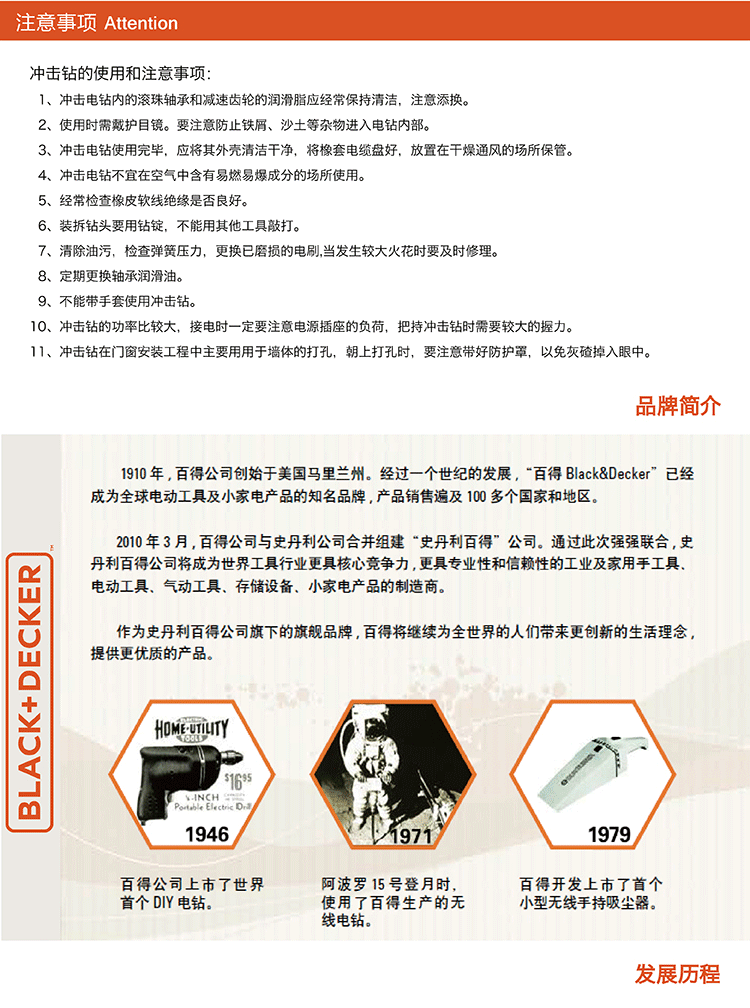 注意事项 Attention
冲击钻的使用和注意事项：
1、冲击电钻内的滚珠轴承和减速齿轮的润滑脂应经常保持清洁，注意添换。
2、使用时需戴护目镜。要注意防止铁屑、沙土等杂物进入电钻内部。
3、冲击电钻使用完毕，应将其外壳清洁干净，将橡套电缆盘好，放置在干燥通风的场所保管。
4、冲击电钻不宜在空气中含有易燃易爆成分的场所使用。
5、经常检查橡皮软线绝缘是否良好。
6、装拆钻头要用钻锭，不能用其他工具敲打。
7、清除油污，检查弹簧压力，更换已磨损的电刷,当发生较大火花时要及时修理。
8、定期更换轴承润滑油。
9、不能带手套使用冲击钻。
10、冲击钻的功率比较大，接电时一定要注意电源插座的负荷，把持冲击钻时需要较大的握力。
11、冲击钻在门窗安装工程中主要用用于墙体的打孔，朝上打孔时，要注意带好防护罩，以免灰碴掉入眼中。
品牌简介
1910 年，百得公司创始于美国马里兰州。经过一个世纪的发展，“百得 Black&Decker”已经
成为全球电动工具及小家电产品的知名品牌，产品销售遍及 100 多个国家和地区。
2010 年 3 月，百得公司与史丹利公司合并组建“史丹利百得”公司。通过此次强强联合，史
丹利百得公司将成为世界工具行业更具核心竞争力，更具专业性和信赖性的工业及家用手工具、
电动工具、气动工具、存储设备、小家电产品的制造商。
作为史丹利百得公司旗下的旗舰品牌，百得将继续为全世界的人们带来更创新的生活理念，
提供更优质的产品。
BLACK+DECKER™
ELECTRIC
HOME-UTILITY
TOOLS
$16.95
¼-INCH
Portable Electric Drill
1946
1971
1979
百得公司上市了世界
首个 DIY 电钻。
阿波罗 15 号登月时，
使用了百得生产的无
线电钻。
百得开发上市了首个
小型无线手持吸尘器。
发展历程